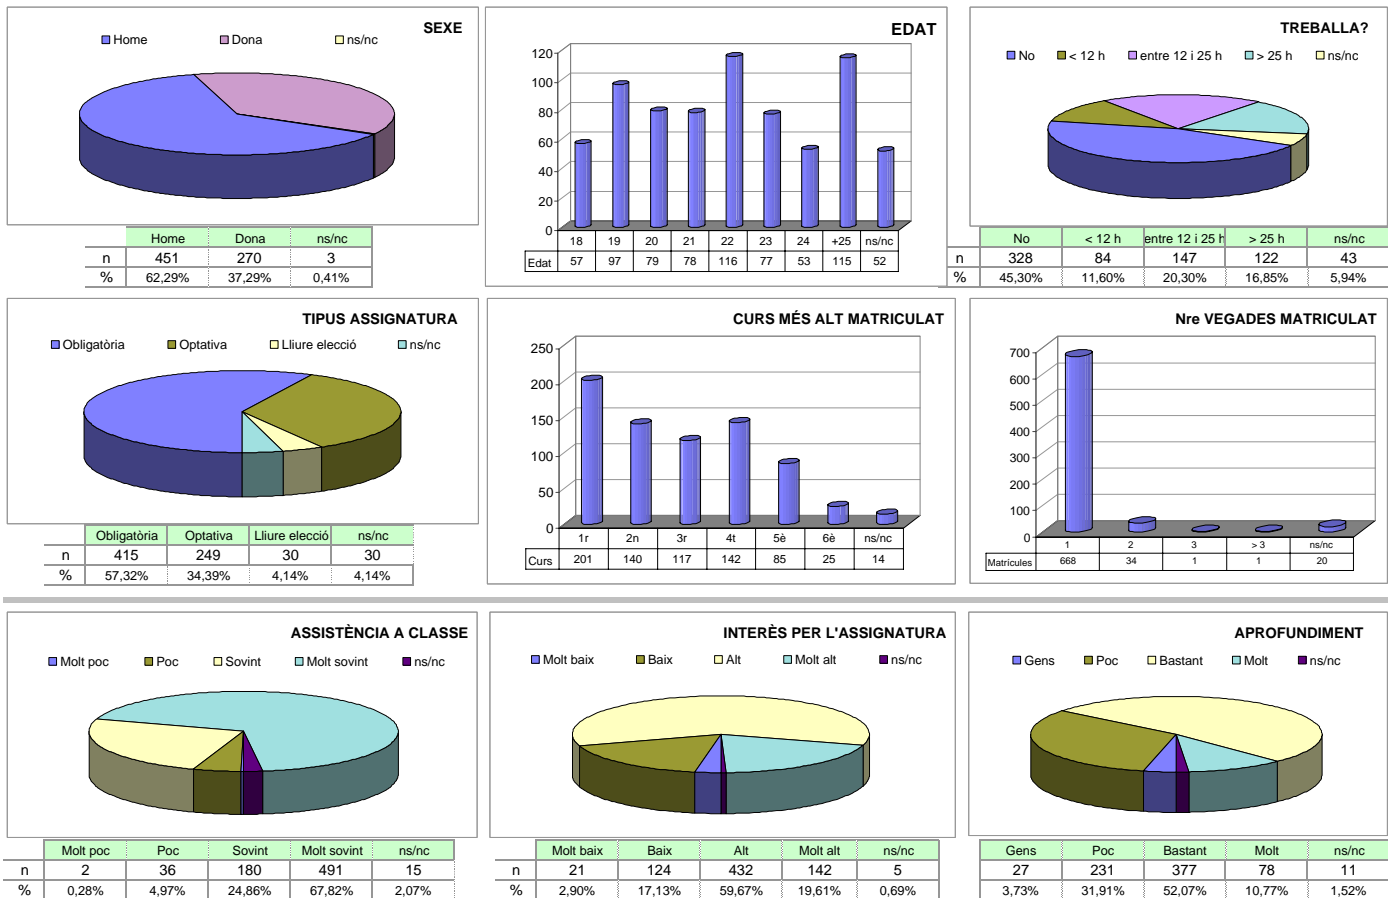 SEXE
Home Dona ns/nc
Home Dona ns/nc
n 451 270 3
% 62,29% 37,29% 0,41%
EDAT
120
100
80
60
40
20
0
18 19 20 21 22 23 24 +25 ns/nc
Edat 57 97 79 78 116 77 53 115 52
TREBALLA?
No < 12 h entre 12 i 25 h > 25 h ns/nc
No < 12 h entre 12 i 25 h > 25 h ns/nc
n 328 84 147 122 43
% 45,30% 11,60% 20,30% 16,85% 5,94%
TIPUS ASSIGNATURA
Obligatòria Optativa Lliure elecció ns/nc
Obligatòria Optativa Lliure elecció ns/nc
n 415 249 30 30
% 57,32% 34,39% 4,14% 4,14%
CURS MÉS ALT MATRICULAT
250
200
150
100
50
0
1r 2n 3r 4t 5è 6è ns/nc
Curs 201 140 117 142 85 25 14
Nre VEGADES MATRICULAT
700
600
500
400
300
200
100
0
1 2 3 > 3 ns/nc
Matrícules 668 34 1 1 20
ASSISTÈNCIA A CLASSE
Molt poc Poc Sovint Molt sovint ns/nc
Molt poc Poc Sovint Molt sovint ns/nc
n 2 36 180 491 15
% 0,28% 4,97% 24,86% 67,82% 2,07%
INTERÈS PER L'ASSIGNATURA
Molt baix Baix Alt Molt alt ns/nc
Molt baix Baix Alt Molt alt ns/nc
n 21 124 432 142 5
% 2,90% 17,13% 59,67% 19,61% 0,69%
APROFUNDIMENT
Gens Poc Bastant Molt ns/nc
Gens Poc Bastant Molt ns/nc
27 231 377 78 11
3,73% 31,91% 52,07% 10,77% 1,52%